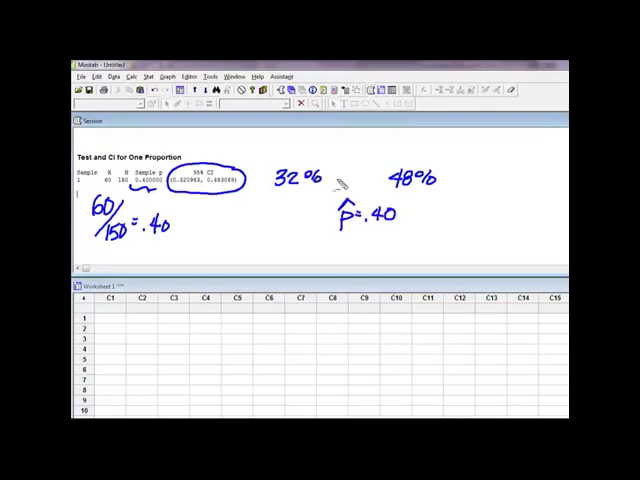 Minitab - Untitled
File Edit Data Calc Stat Graph Editor Tools Window Help Assistant
Session
Test and CI for One Proportion
Sample X N Sample p 95% CI
1 60 150 0.400000 (0.320963, 0.483069)
32% 48%
60/150 = .40
p̂ = .40
Worksheet 1 ***
C1 C2 C3 C4 C5 C6 C7 C8 C9 C10 C11 C12 C13 C14 C15
1
2
3
4
5
6
7
8
9
10